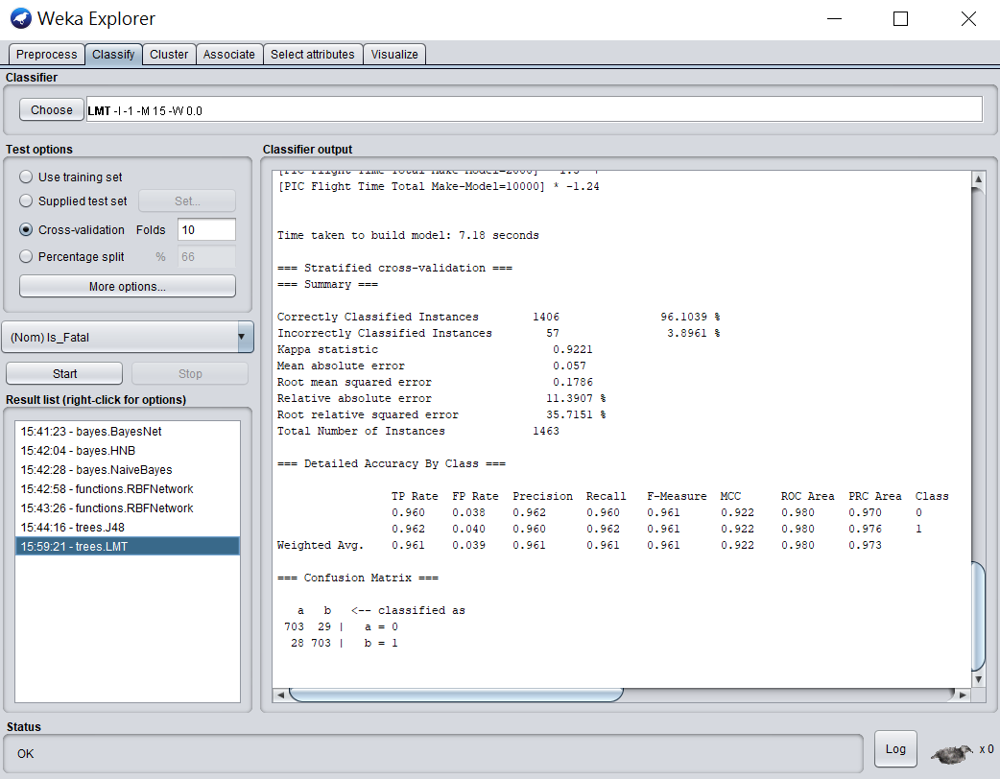 Weka Explorer
Preprocess Classify Cluster Associate Select attributes Visualize
Classifier
Choose LMT -I -1 -M 15 -W 0.0
Test options
Use training set
Supplied test set Set...
Cross-validation Folds 10
Percentage split % 66
More options...
(Nom) Is_Fatal
Start Stop
Result list (right-click for options)
15:41:23 - bayes.BayesNet
15:42:04 - bayes.HNB
15:42:28 - bayes.NaiveBayes
15:42:58 - functions.RBFNetwork
15:43:26 - functions.RBFNetwork
15:44:16 - trees.J48
15:59:21 - trees.LMT
Classifier output
[PIC Flight Time Total Make-Model=10000] * -1.24
Time taken to build model: 7.18 seconds
=== Stratified cross-validation ===
=== Summary ===
Correctly Classified Instances 1406 96.1039 %
Incorrectly Classified Instances 57 3.8961 %
Kappa statistic 0.9221
Mean absolute error 0.057
Root mean squared error 0.1786
Relative absolute error 11.3907 %
Root relative squared error 35.7151 %
Total Number of Instances 1463
=== Detailed Accuracy By Class ===
TP Rate FP Rate Precision Recall F-Measure MCC ROC Area PRC Area Class
0.960 0.038 0.962 0.960 0.961 0.922 0.980 0.970 0
0.962 0.040 0.960 0.962 0.961 0.922 0.980 0.976 1
Weighted Avg. 0.961 0.039 0.961 0.961 0.961 0.922 0.980 0.973
=== Confusion Matrix ===
a b <-- classified as
703 29 | a = 0
28 703 | b = 1
Status
OK
Log
x 0